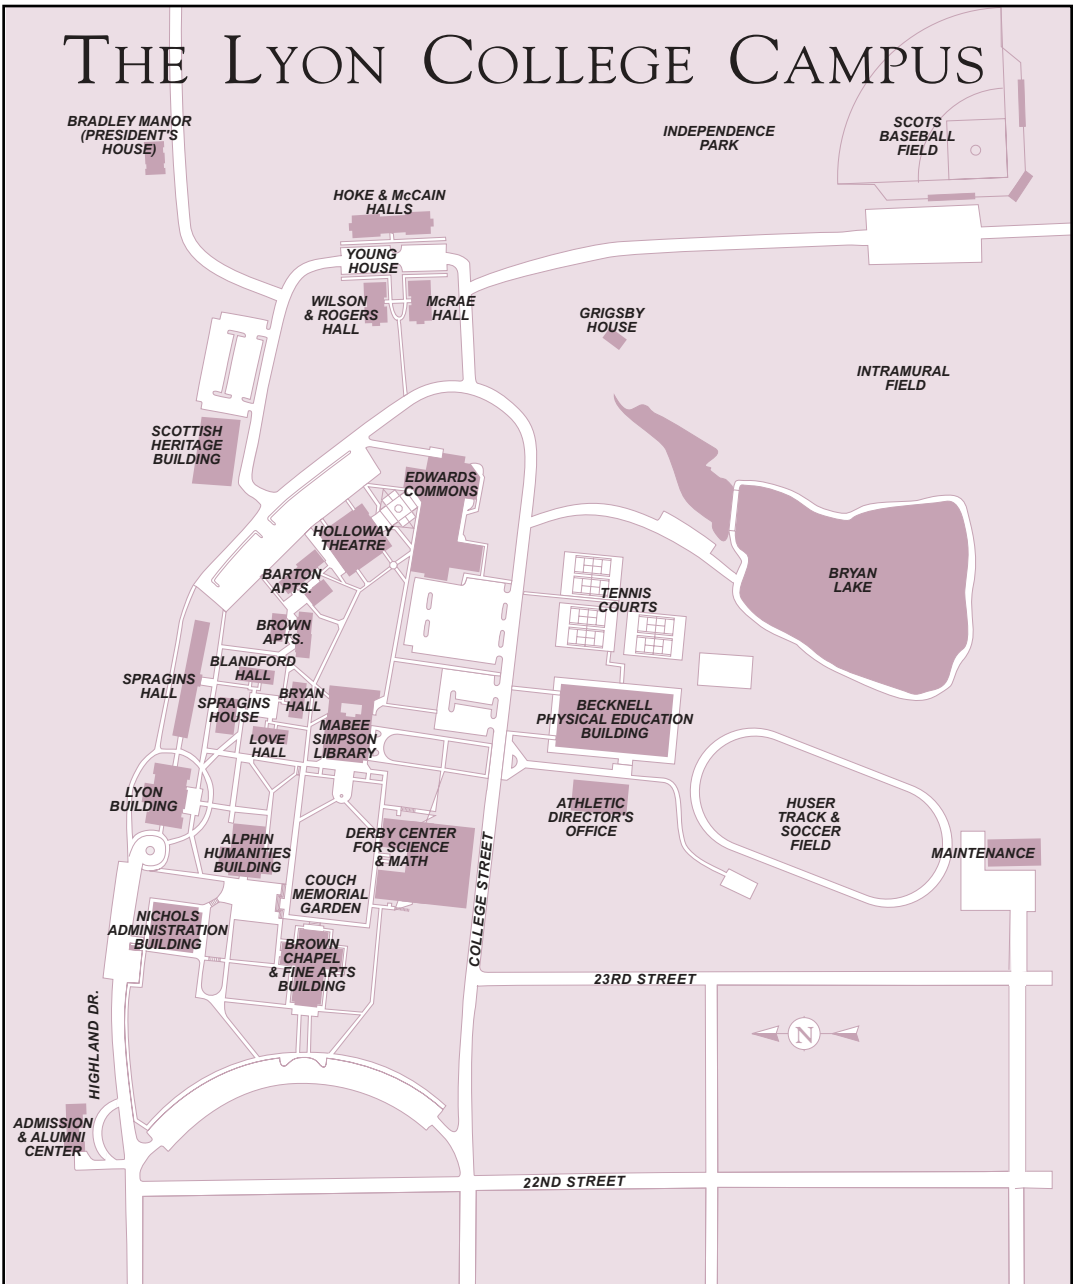 THE LYON COLLEGE CAMPUS
BRADLEY MANOR
(PRESIDENT'S
HOUSE)
INDEPENDENCE
PARK
SCOTS
BASEBALL
FIELD
HOKE & McCAIN
HALLS
YOUNG
HOUSE
WILSON
& ROGERS
HALL
McRAE
HALL
GRIGSBY
HOUSE
INTRAMURAL
FIELD
SCOTTISH
HERITAGE
BUILDING
EDWARDS
COMMONS
HOLLOWAY
THEATRE
BARTON
APTS.
BRYAN
LAKE
TENNIS
COURTS
BROWN
APTS.
BLANDFORD
HALL
SPRAGINS
HALL
SPRAGINS
HOUSE
BRYAN
HALL
LOVE
HALL
MABEE
SIMPSON
LIBRARY
BECKNELL
PHYSICAL EDUCATION
BUILDING
LYON
BUILDING
ATHLETIC
DIRECTOR'S
OFFICE
HUSER
TRACK &
SOCCER
FIELD
ALPHIN
HUMANITIES
BUILDING
DERBY CENTER
FOR SCIENCE
& MATH
MAINTENANCE
COUCH
MEMORIAL
GARDEN
COLLEGE STREET
NICHOLS
ADMINISTRATION
BUILDING
BROWN
CHAPEL
& FINE ARTS
BUILDING
23RD STREET
N
HIGHLAND DR.
ADMISSION
& ALUMNI
CENTER
22ND STREET